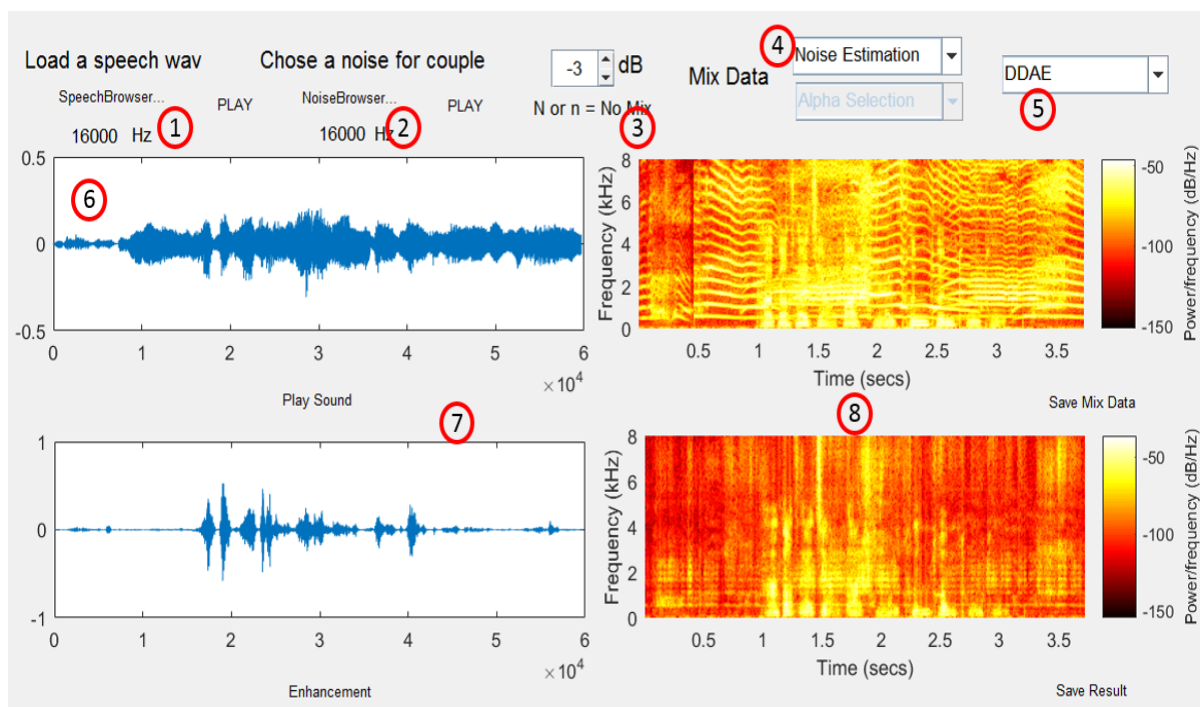 Load a speech wav
Chose a noise for couple
-3 dB
Mix Data
4
Noise Estimation
DDAE
SpeechBrowser...
PLAY
NoiseBrowser...
PLAY
N or n = No Mix
Alpha Selection
5
16000 Hz
1
16000 Hz
2
3
0.5
0
-0.5
6
0 1 2 3 4 5 6
×10⁴
8
6
4
2
0
Frequency (kHz)
0.5 1 1.5 2 2.5 3 3.5
Time (secs)
-50
-100
-150
Power/frequency (dB/Hz)
Play Sound
Save Mix Data
7
8
1
0
-1
0 1 2 3 4 5 6
×10⁴
8
6
4
2
0
Frequency (kHz)
0.5 1 1.5 2 2.5 3 3.5
Time (secs)
-50
-100
-150
Power/frequency (dB/Hz)
Enhancement
Save Result